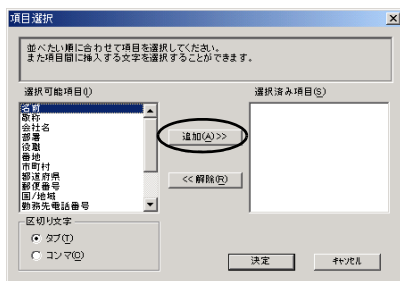 項目選択
並べたい順に合わせて項目を選択してください。
また項目間に挿入する文字を選択することができます。
選択可能項目(I)
選択済み項目(S)
名前
敬称
会社名
部署
役職
番地
市町村
都道府県
郵便番号
国/地域
勤務先電話番号
追加(A)>>
<<解除(R)
区切り文字
タブ(T)
コンマ(O)
決定
キャンセル